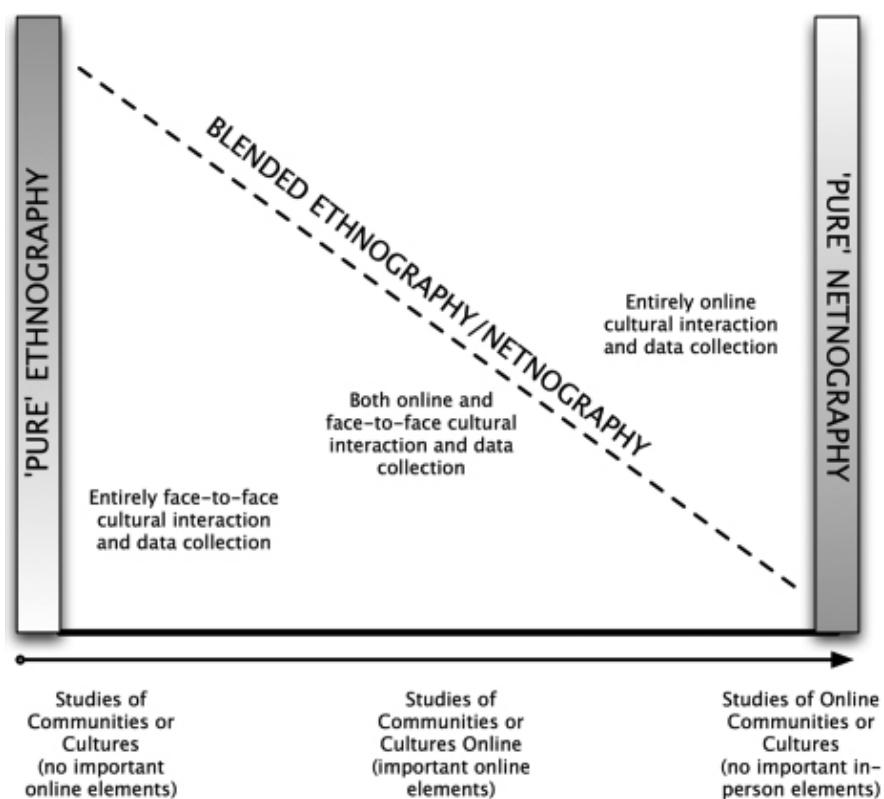 'PURE' ETHNOGRAPHY
BLENDED ETHNOGRAPHY/NETNOGRAPHY
'PURE' NETNOGRAPHY
Entirely online
cultural interaction
and data collection
Both online and
face-to-face cultural
interaction and data
collection
Entirely face-to-face
cultural interaction
and data collection
Studies of
Communities or
Cultures
(no important
online elements)
Studies of
Communities or
Cultures Online
(important online
elements)
Studies of Online
Communities or
Cultures
(no important in-
person elements)